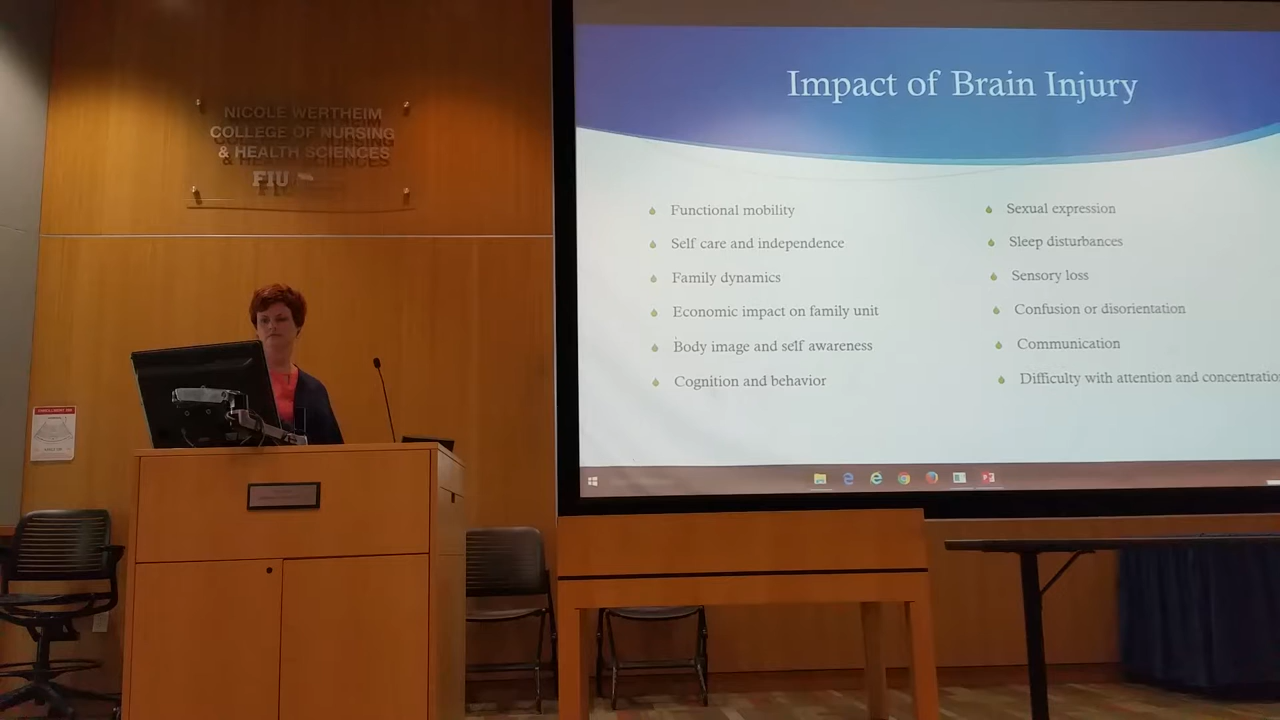 NICOLE WERTHEIM
COLLEGE OF NURSING
& HEALTH SCIENCES
FIU
Impact of Brain Injury
Functional mobility
Self care and independence
Family dynamics
Economic impact on family unit
Body image and self awareness
Cognition and behavior
Sexual expression
Sleep disturbances
Sensory loss
Confusion or disorientation
Communication
Difficulty with attention and concentratio